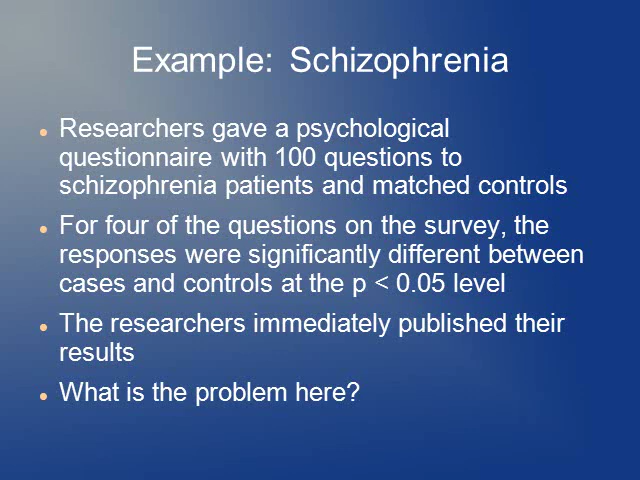 Example: Schizophrenia
Researchers gave a psychological
questionnaire with 100 questions to
schizophrenia patients and matched controls
For four of the questions on the survey, the
responses were significantly different between
cases and controls at the p < 0.05 level
The researchers immediately published their
results
What is the problem here?